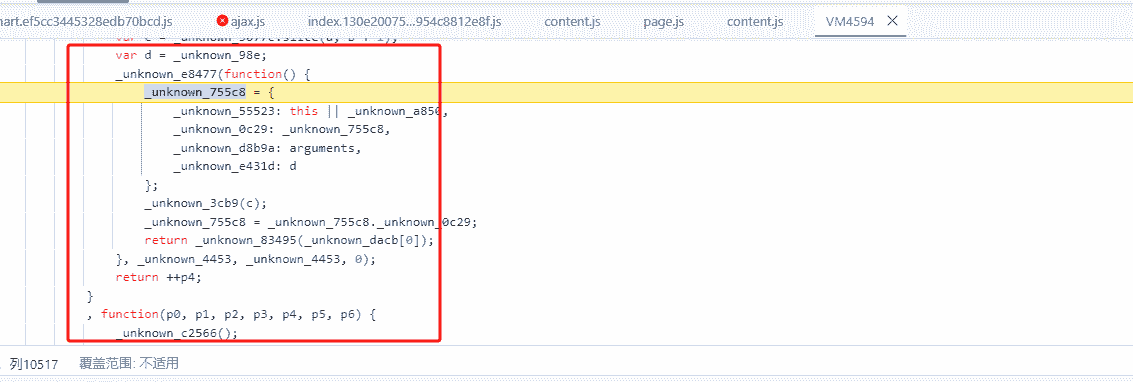 nart.ef5cc3445328edb70bcd.js ajax.js index.130e20075...954c8812e8f.js content.js page.js content.js VM4594
var d = _unknown_98e;
_unknown_e8477(function() {
_unknown_755c8 = {
_unknown_55523: this || _unknown_a850,
_unknown_0c29: _unknown_755c8,
_unknown_d8b9a: arguments,
_unknown_e431d: d
};
_unknown_3cb9(c);
_unknown_755c8 = _unknown_755c8._unknown_0c29;
return _unknown_83495(_unknown_dacb[0]);
}, _unknown_4453, _unknown_4453, 0);
return ++p4;
}
, function(p0, p1, p2, p3, p4, p5, p6) {
_unknown_c2566();
列10517 覆盖范围: 不适用